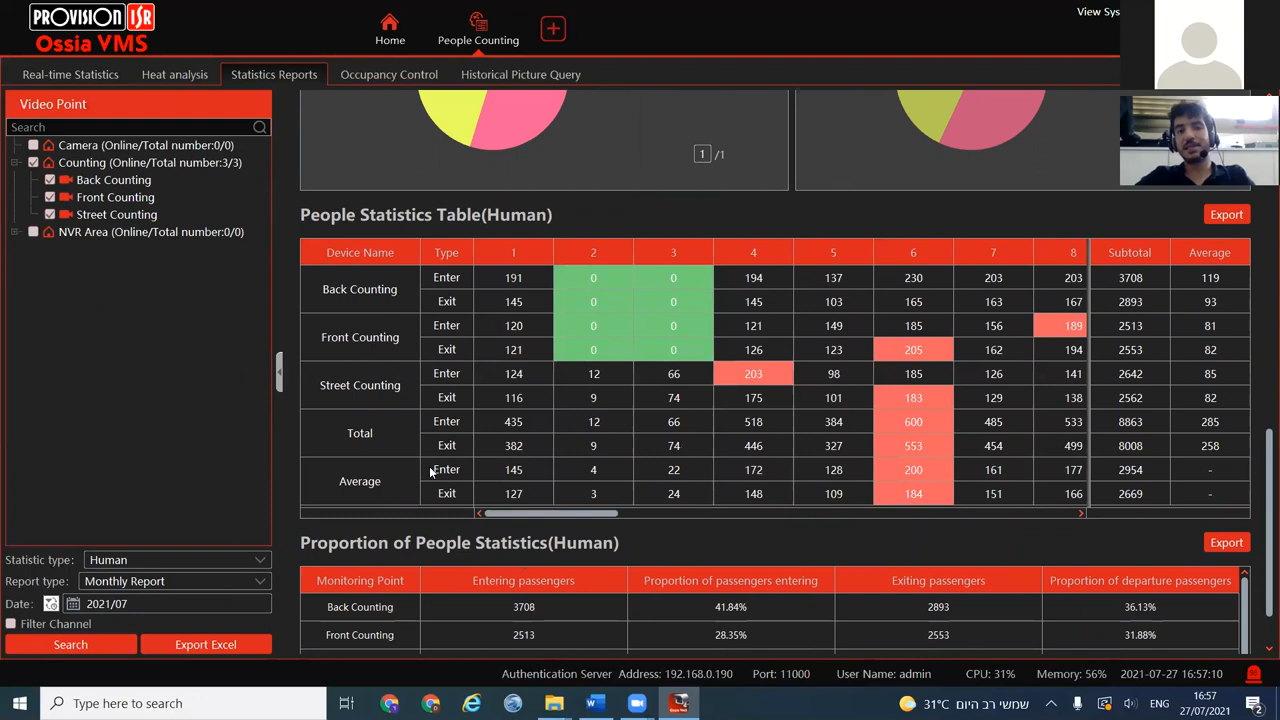 PROVISION ISR
Ossia VMS
Home
People Counting
View Sys
Real-time Statistics
Heat analysis
Statistics Reports
Occupancy Control
Historical Picture Query
Video Point
Search
Camera (Online/Total number:0/0)
Counting (Online/Total number:3/3)
Back Counting
Front Counting
Street Counting
NVR Area (Online/Total number:0/0)
Statistic type: Human
Report type: Monthly Report
Date: 2021/07
Filter Channel
Search Export Excel
1 /1
People Statistics Table(Human) Export
Device Name Type 1 2 3 4 5 6 7 8 Subtotal Average
Back Counting Enter 191 0 0 194 137 230 203 203 3708 119
Exit 145 0 0 145 103 165 163 167 2893 93
Front Counting Enter 120 0 0 121 149 185 156 189 2513 81
Exit 121 0 0 126 123 205 162 194 2553 82
Street Counting Enter 124 12 66 203 98 185 126 141 2642 85
Exit 116 9 74 175 101 183 129 138 2562 82
Total Enter 435 12 66 518 384 600 485 533 8863 285
Exit 382 9 74 446 327 553 454 499 8008 258
Average Enter 145 4 22 172 128 200 161 177 2954 -
Exit 127 3 24 148 109 184 151 166 2669 -
Proportion of People Statistics(Human) Export
Monitoring Point Entering passengers Proportion of passengers entering Exiting passengers Proportion of departure passengers
Back Counting 3708 41.84% 2893 36.13%
Front Counting 2513 28.35% 2553 31.88%
Authentication Server Address: 192.168.0.190 Port: 11000 User Name: admin CPU: 31% Memory: 56% 2021-07-27 16:57:10
Type here to search
31°C שמשי רב היום
ENG
16:57
27/07/2021
2